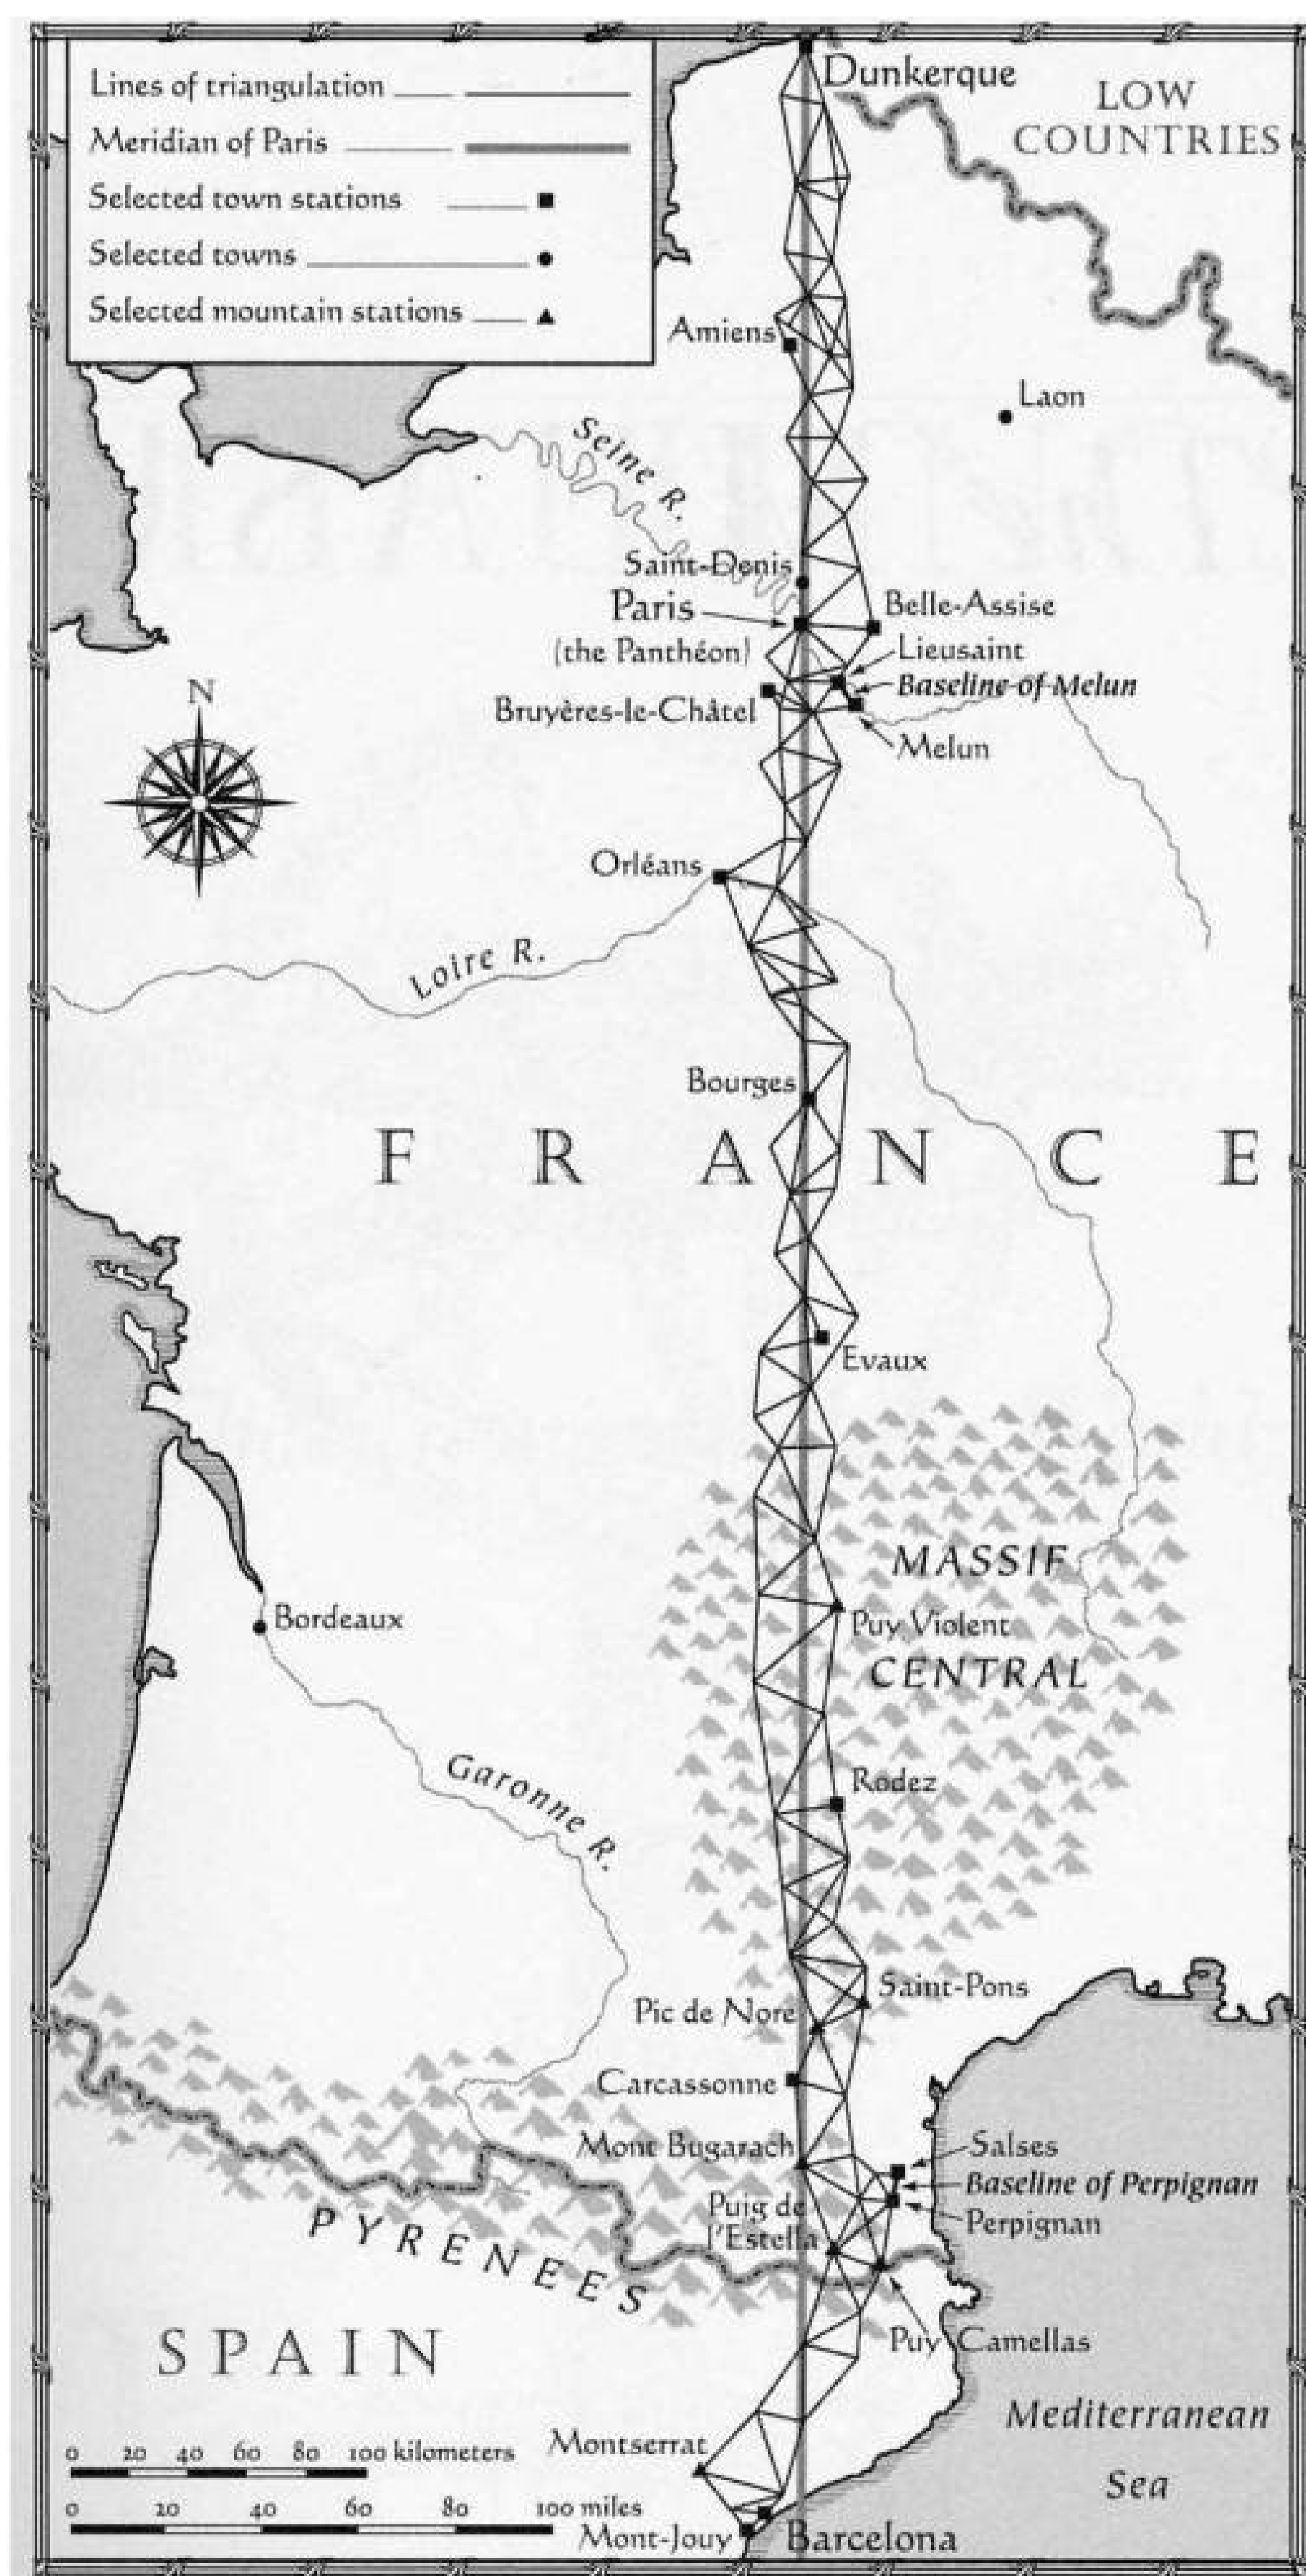 Lines of triangulation
Meridian of Paris
Selected town stations
Selected towns
Selected mountain stations
Dunkerque
LOW
COUNTRIES
Amiens
Laon
Seine R.
Saint-Denis
Paris
(the Panthéon)
Belle-Assise
Lieusaint
Baseline of Melun
Bruyères-le-Châtel
Melun
N
Orléans
Loire R.
Bourges
FRANCE
Evaux
MASSIF
Puy Violent
CENTRAL
Bordeaux
Garonne R.
Rodez
Saint-Pons
Pic de Nore
Carcassonne
Mont Bugarach
Salses
Baseline of Perpignan
Puig de
l'Estella
Perpignan
PYRENEES
SPAIN
Puy Camellas
Mediterranean
Sea
Montserrat
0 20 40 60 80 100 kilometers
0 20 40 60 80 100 miles
Mont-Jouy
Barcelona